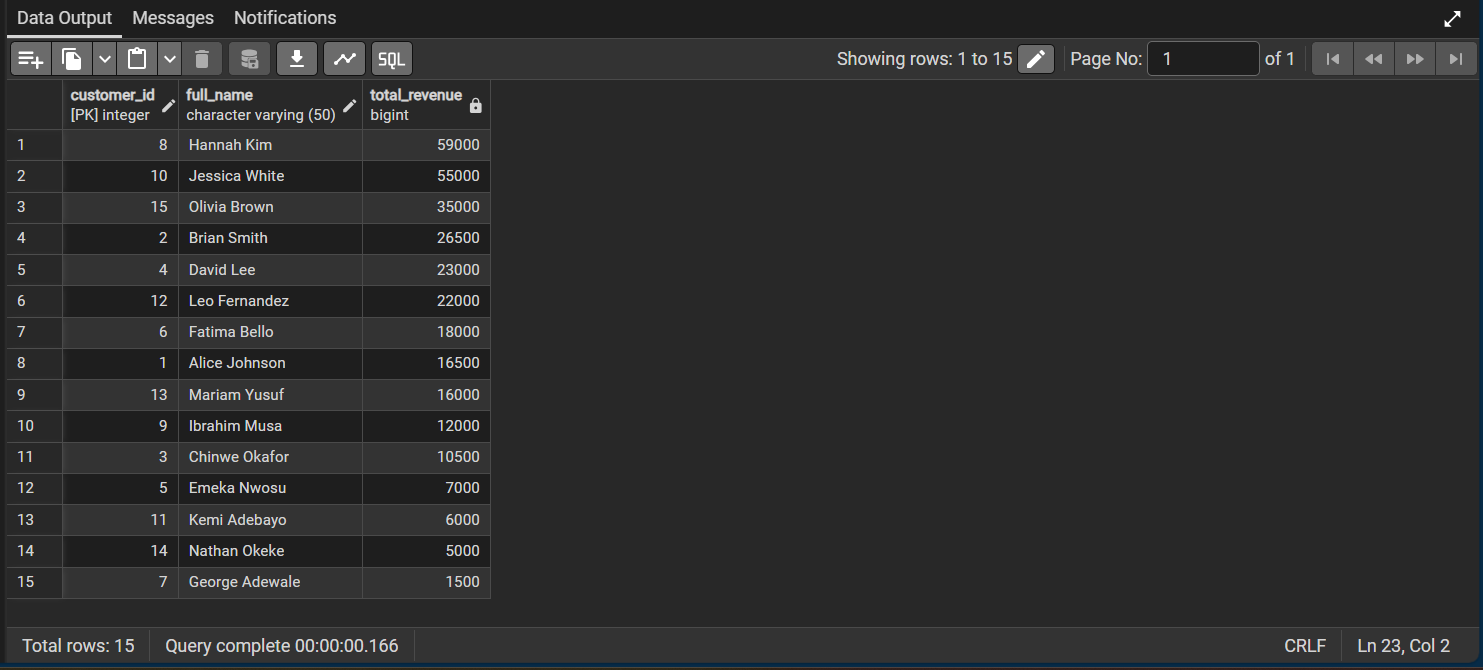 Data Output Messages Notifications
SQL Showing rows: 1 to 15 Page No: 1 of 1
customer_id full_name total_revenue
[PK] integer character varying (50) bigint
1 8 Hannah Kim 59000
2 10 Jessica White 55000
3 15 Olivia Brown 35000
4 2 Brian Smith 26500
5 4 David Lee 23000
6 12 Leo Fernandez 22000
7 6 Fatima Bello 18000
8 1 Alice Johnson 16500
9 13 Mariam Yusuf 16000
10 9 Ibrahim Musa 12000
11 3 Chinwe Okafor 10500
12 5 Emeka Nwosu 7000
13 11 Kemi Adebayo 6000
14 14 Nathan Okeke 5000
15 7 George Adewale 1500
Total rows: 15 Query complete 00:00:00.166 CRLF Ln 23, Col 2